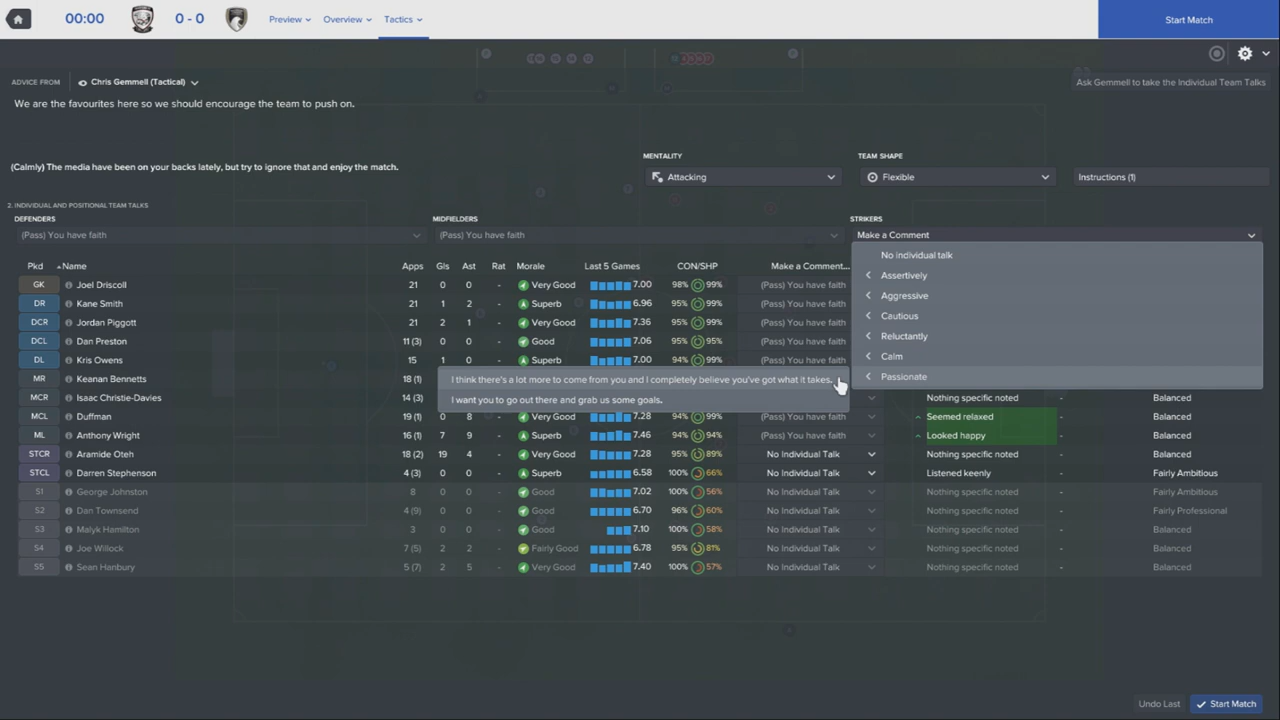 00:00 0 - 0 Preview Overview Tactics Start Match
ADVICE FROM Chris Gemmell (Tactical) Ask Gemmell to take the Individual Team Talks
We are the favourites here so we should encourage the team to push on.
MENTALITY TEAM SHAPE
(Calmly) The media have been on your backs lately, but try to ignore that and enjoy the match.
Attacking Flexible Instructions (1)
2. INDIVIDUAL AND POSITIONAL TEAM TALKS
DEFENDERS MIDFIELDERS STRIKERS
(Pass) You have faith (Pass) You have faith Make a Comment
No individual talk
Assertively
Aggressive
Cautious
Reluctantly
Calm
Passionate
I think there's a lot more to come from you and I completely believe you've got what it takes.
I want you to go out there and grab us some goals.
Pkd Name Apps Gls Ast Rat Morale Last 5 Games CON/SHP Make a Comment...
GK Joel Driscoll 21 0 0 - Very Good 7.00 98% 99% (Pass) You have faith
DR Kane Smith 21 1 2 - Superb 6.96 95% 99% (Pass) You have faith
DCR Jordan Piggott 21 2 1 - Very Good 7.36 95% 99% (Pass) You have faith
DCL Dan Preston 11 (3) 0 0 - Good 7.06 95% 95% (Pass) You have faith
DL Kris Owens 15 1 0 - Superb 7.00 94% 99% (Pass) You have faith
MR Keanan Bennetts 18 (1)
MCR Isaac Christie-Davies 14 (3) Nothing specific noted - Balanced
MCL Duffman 19 (1) 0 8 - Very Good 7.28 94% 99% (Pass) You have faith Seemed relaxed - Balanced
ML Anthony Wright 16 (1) 7 9 - Superb 7.46 94% 94% (Pass) You have faith Looked happy - Balanced
STCR Aramide Oteh 18 (2) 19 4 - Very Good 7.28 95% 89% No Individual Talk Nothing specific noted - Balanced
STCL Darren Stephenson 4 (3) 0 0 - Superb 6.58 100% 66% No Individual Talk Listened keenly - Fairly Ambitious
S1 George Johnston 8 0 0 - Good 7.02 100% 56% No Individual Talk Nothing specific noted - Fairly Ambitious
S2 Dan Townsend 4 (9) 0 0 - Good 6.70 96% 60% No Individual Talk Nothing specific noted - Fairly Professional
S3 Malyk Hamilton 3 0 0 - Good 7.10 100% 58% No Individual Talk Nothing specific noted - Balanced
S4 Joe Willock 7 (5) 2 2 - Fairly Good 6.78 95% 81% No Individual Talk Nothing specific noted - Balanced
S5 Sean Hanbury 5 (7) 2 5 - Very Good 7.40 100% 57% No Individual Talk Nothing specific noted - Balanced
Undo Last Start Match